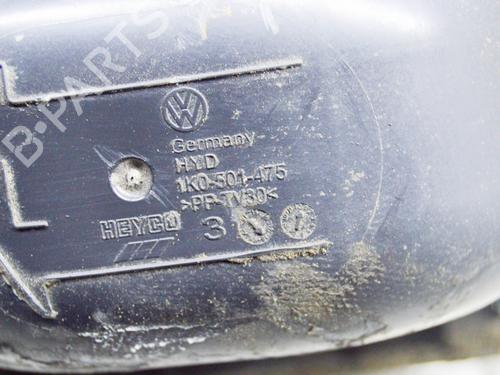 B-PARTS
Germany
HYD
1K0-501-475
>PP-TV30<
HEYCO
3